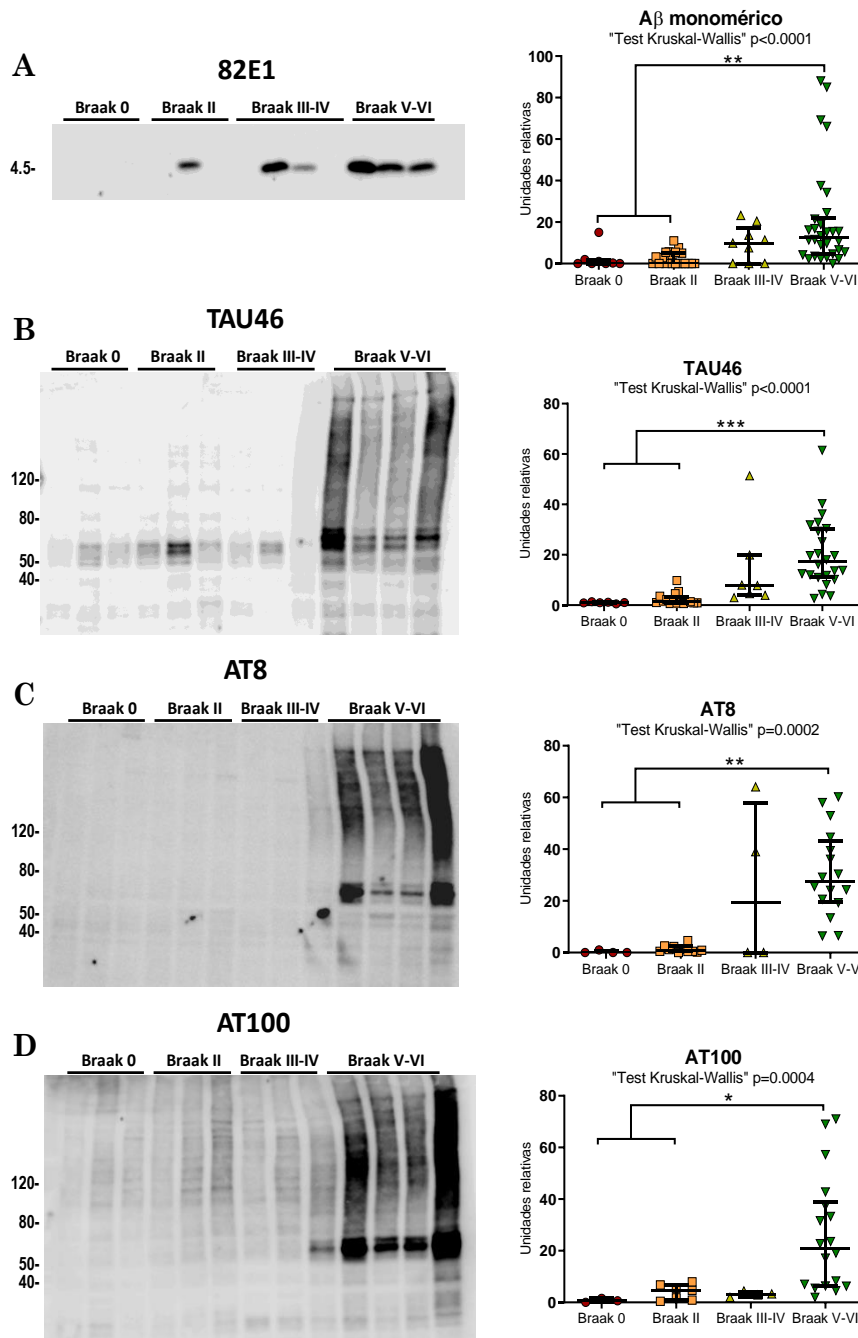 A
82E1
Braak 0 Braak II Braak III-IV Braak V-VI
4.5-
Aβ monomérico
"Test Kruskal-Wallis" p<0.0001
**
Unidades relativas
100
80
60
40
20
0
Braak 0 Braak II Braak III-IV Braak V-VI
B
TAU46
Braak 0 Braak II Braak III-IV Braak V-VI
120-
80-
50-
40-
TAU46
"Test Kruskal-Wallis" p<0.0001
***
Unidades relativas
80
60
40
20
0
Braak 0 Braak II Braak III-IV Braak V-VI
C
AT8
Braak 0 Braak II Braak III-IV Braak V-VI
120-
80-
50-
40-
AT8
"Test Kruskal-Wallis" p=0.0002
**
Unidades relativas
80
60
40
20
0
Braak 0 Braak II Braak III-IV Braak V-VI
D
AT100
Braak 0 Braak II Braak III-IV Braak V-VI
120-
80-
50-
40-
AT100
"Test Kruskal-Wallis" p=0.0004
*
Unidades relativas
80
60
40
20
0
Braak 0 Braak II Braak III-IV Braak V-VI